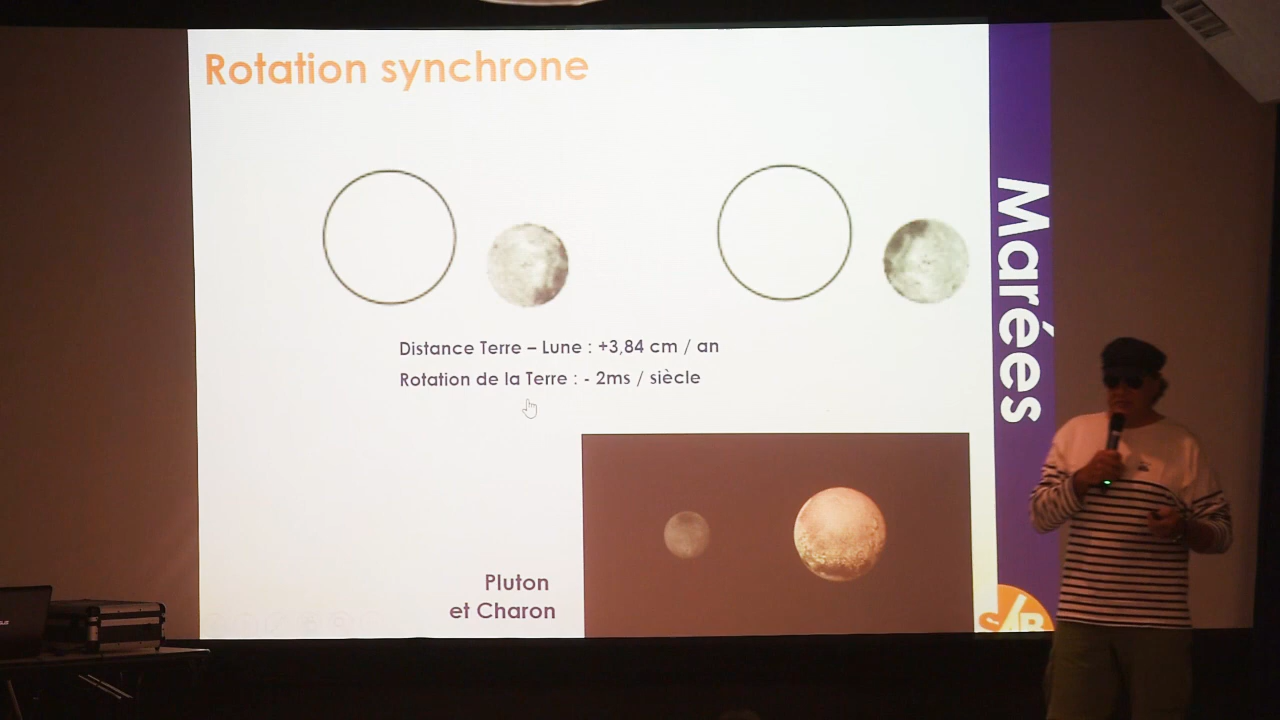 Rotation synchrone
Distance Terre – Lune : +3,84 cm / an
Rotation de la Terre : - 2ms / siècle
Pluton
et Charon
Marées